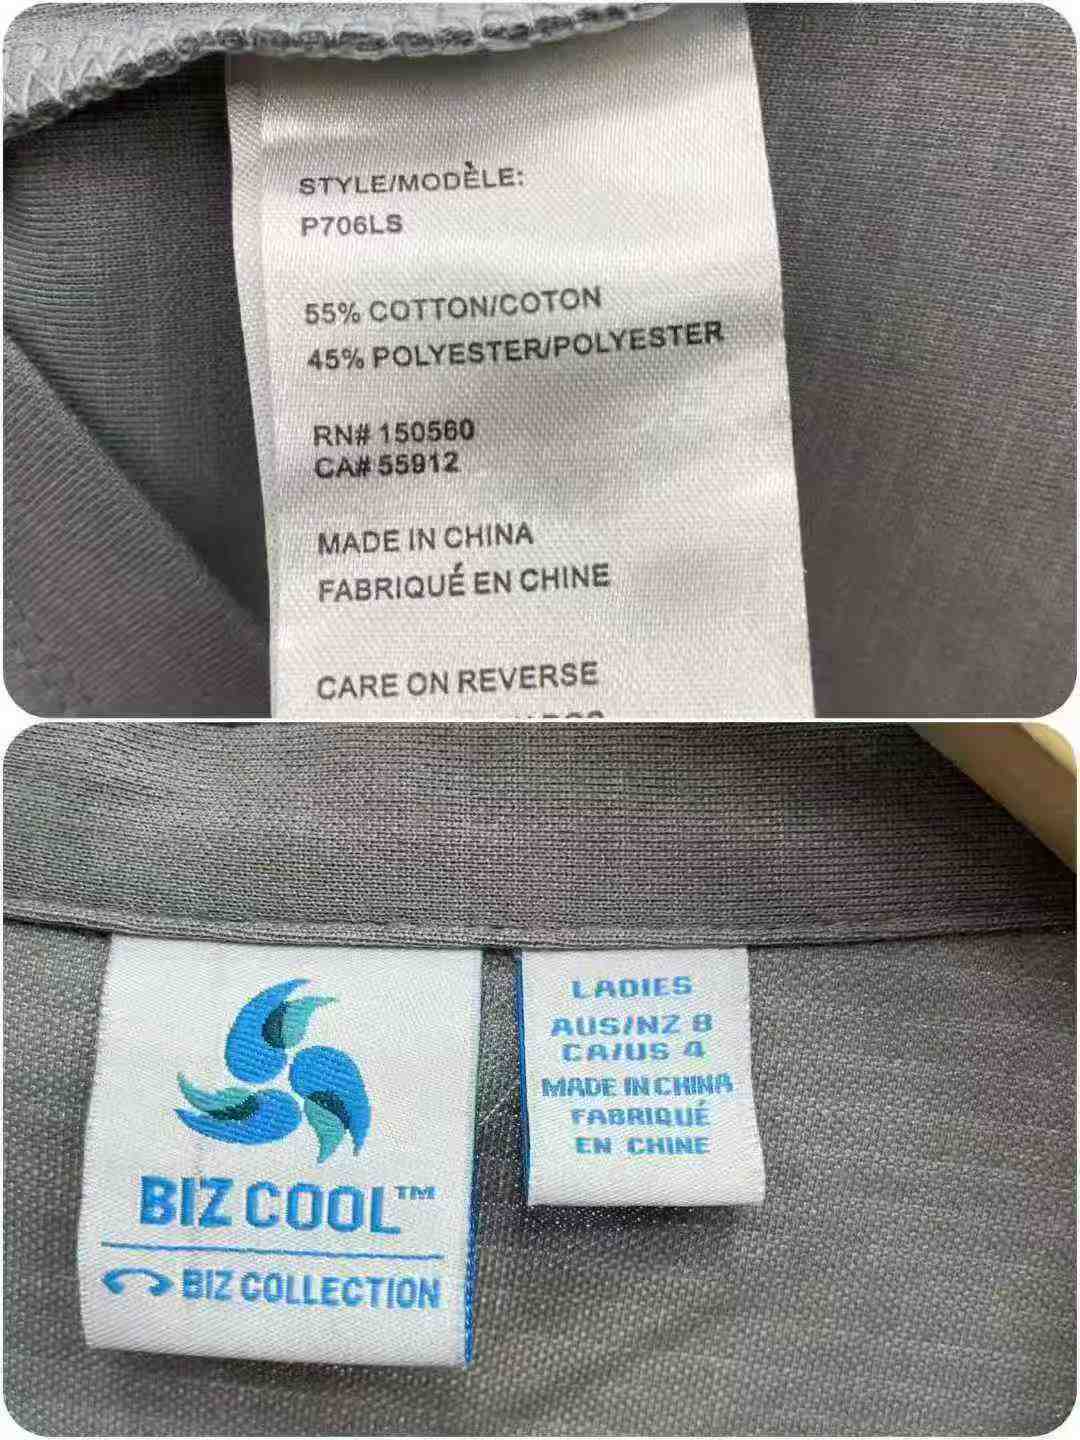 STYLE/MODÈLE:
P706LS
55% COTTON/COTON
45% POLYESTER/POLYESTER
RN# 150560
CA# 55912
MADE IN CHINA
FABRIQUÉ EN CHINE
CARE ON REVERSE
BIZ COOL™
BIZ COLLECTION
LADIES
AUS/NZ 8
CA/US 4
MADE IN CHINA
FABRIQUÉ
EN CHINE